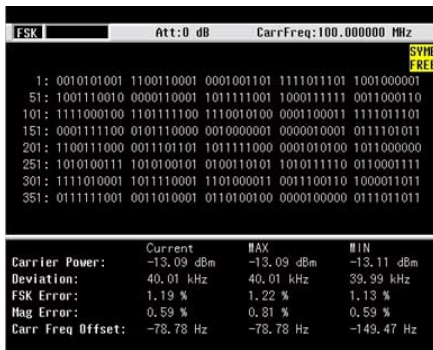 FSK Att:0 dB CarrFreq:100.000000 MHz
SYMB
FREE
1: 0010101001 1100110001 0001001101 1111011101 1001000001
51: 1001110010 0000110001 1011111001 1000111111 0011000110
101: 1111000100 1101111100 1110010100 0001100011 1111011101
151: 0001111100 0101110000 0010000001 0000010001 0111101011
201: 1100111000 0011101101 1011111000 0001010100 1011000000
251: 1010100111 1010100101 0100110101 1010111110 0110001111
301: 1111010001 1011110001 1101000011 0011100110 1000011011
351: 0111111001 0011010001 0110100100 0000100000 0111011011
Current MAX MIN
Carrier Power: -13.09 dBm -13.09 dBm -13.11 dBm
Deviation: 40.01 kHz 40.01 kHz 39.99 kHz
FSK Error: 1.19 % 1.22 % 1.13 %
Mag Error: 0.59 % 0.81 % 0.59 %
Carr Freq Offset: -78.78 Hz -78.78 Hz -149.47 Hz